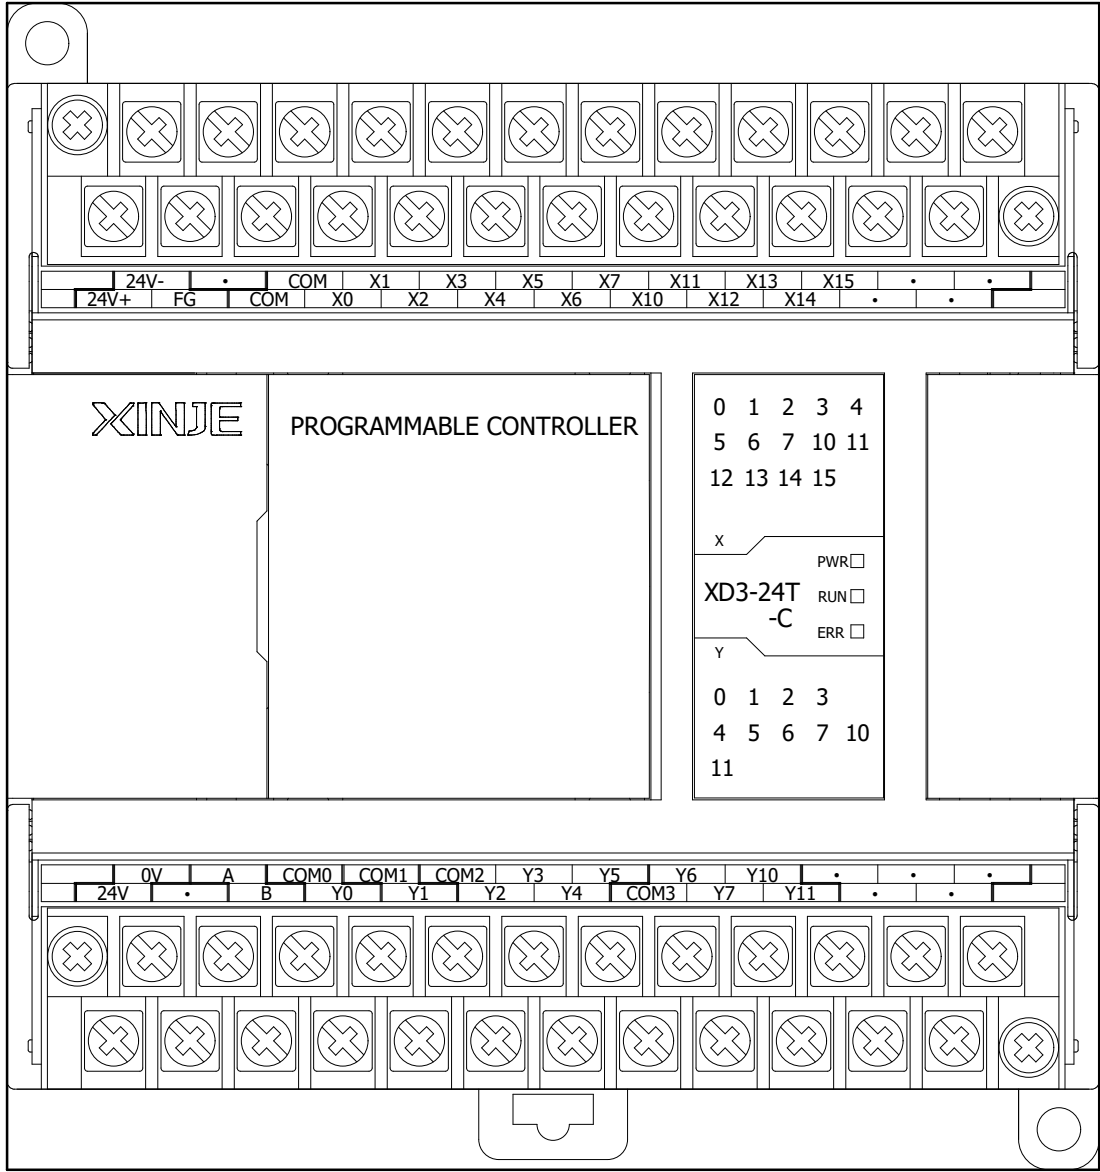 24V- • COM X1 X3 X5 X7 X11 X13 X15 • •
24V+ FG COM X0 X2 X4 X6 X10 X12 X14 • •
XINJE
PROGRAMMABLE CONTROLLER
0 1 2 3 4
5 6 7 10 11
12 13 14 15
X
PWR
XD3-24T
RUN
-C
ERR
Y
0 1 2 3
4 5 6 7 10
11
0V A COM0 COM1 COM2 Y3 Y5 Y6 Y10 • • •
24V • B Y0 Y1 Y2 Y4 COM3 Y7 Y11 • •